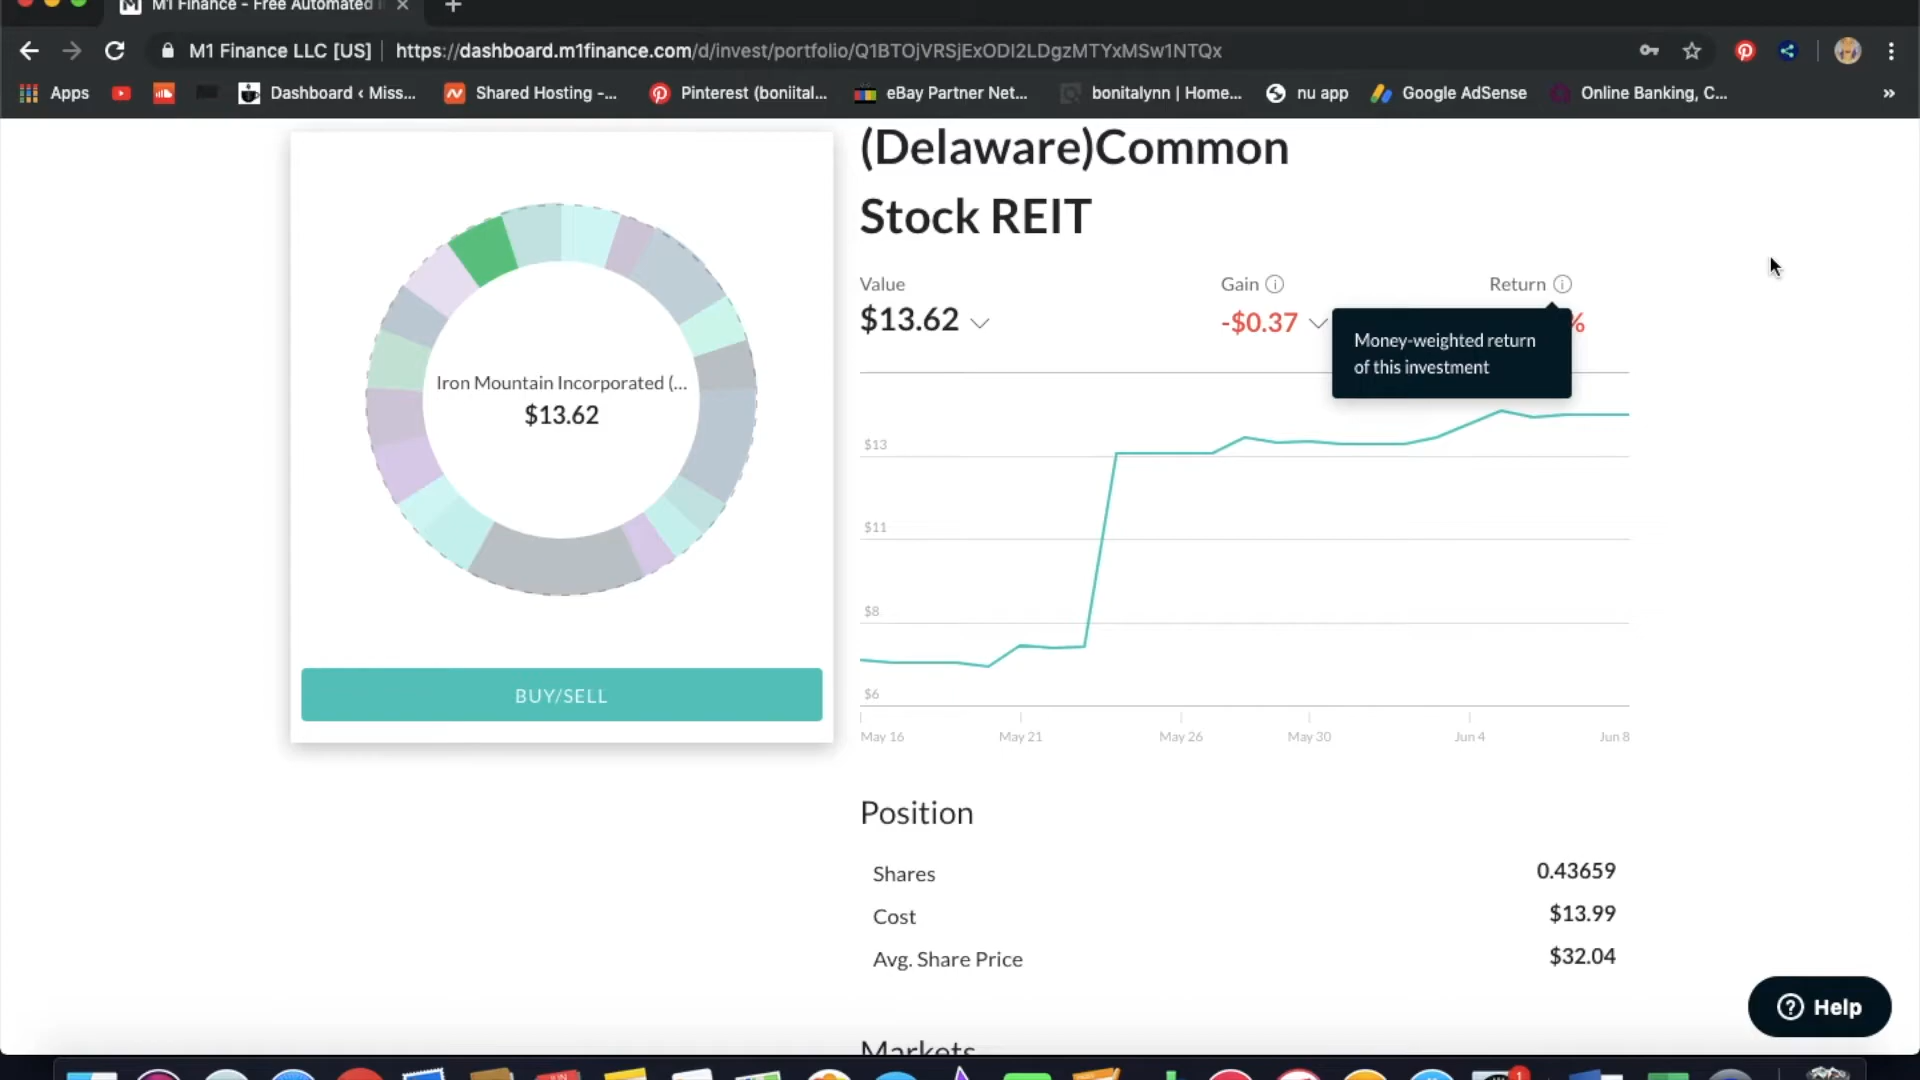 M1 Finance - Free Automated
M1 Finance LLC [US] https://dashboard.m1finance.com/d/invest/portfolio/Q1BTOjVRSjExODI2LDgzMTYxMSw1NTQx
Apps Dashboard ‹ Miss... Shared Hosting -... Pinterest (boniital... eBay Partner Net... bonitalynn | Home... nu app Google AdSense Online Banking, C... »
(Delaware)Common
Stock REIT
Value Gain Return
$13.62 -$0.37 %
Money-weighted return
of this investment
Iron Mountain Incorporated (...
$13.62
$13
$11
$8
$6
May 16 May 21 May 26 May 30 Jun 4 Jun 8
BUY/SELL
Position
Shares 0.43659
Cost $13.99
Avg. Share Price $32.04
Help
Markets
1